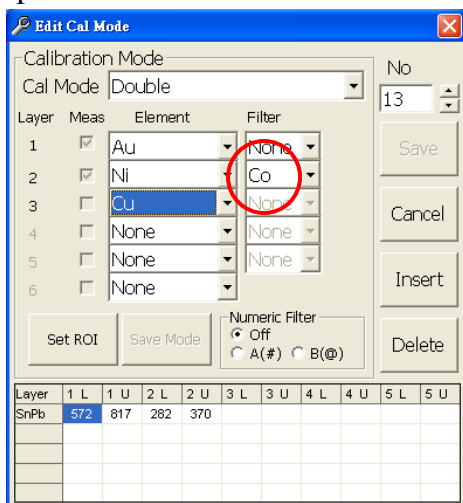 Edit Cal Mode
Calibration Mode
Cal Mode Double
No
13
Layer Meas Element Filter
1 Au None
2 Ni Co
3 Cu None
4 None None
5 None None
6 None
Save
Cancel
Insert
Delete
Set ROI Save Mode
Numeric Filter
Off
A(#) B(@)
Layer 1 L 1 U 2 L 2 U 3 L 3 U 4 L 4 U 5 L 5 U
SnPb 572 817 282 370